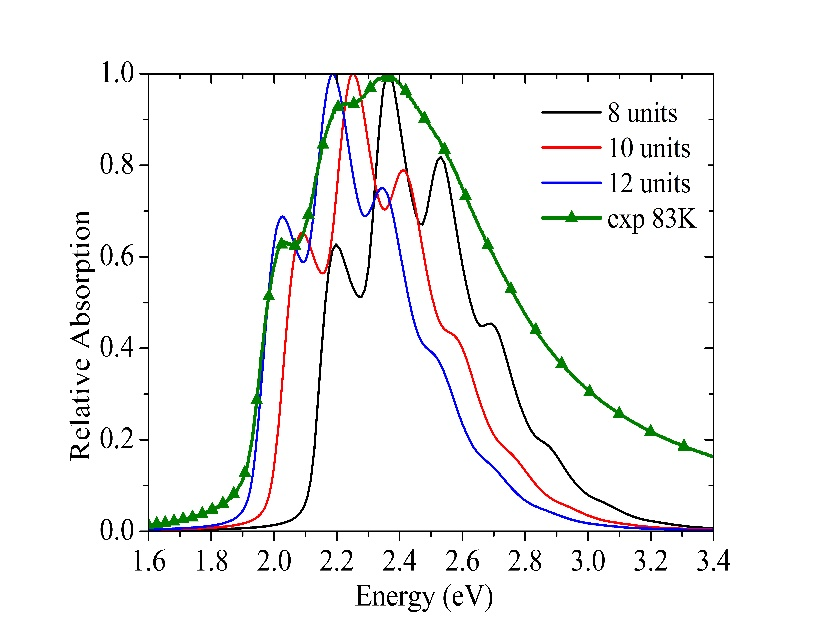 1.0
0.8
0.6
0.4
0.2
0.0
Relative Absorption
8 units
10 units
12 units
exp 83K
1.6 1.8 2.0 2.2 2.4 2.6 2.8 3.0 3.2 3.4
Energy (eV)